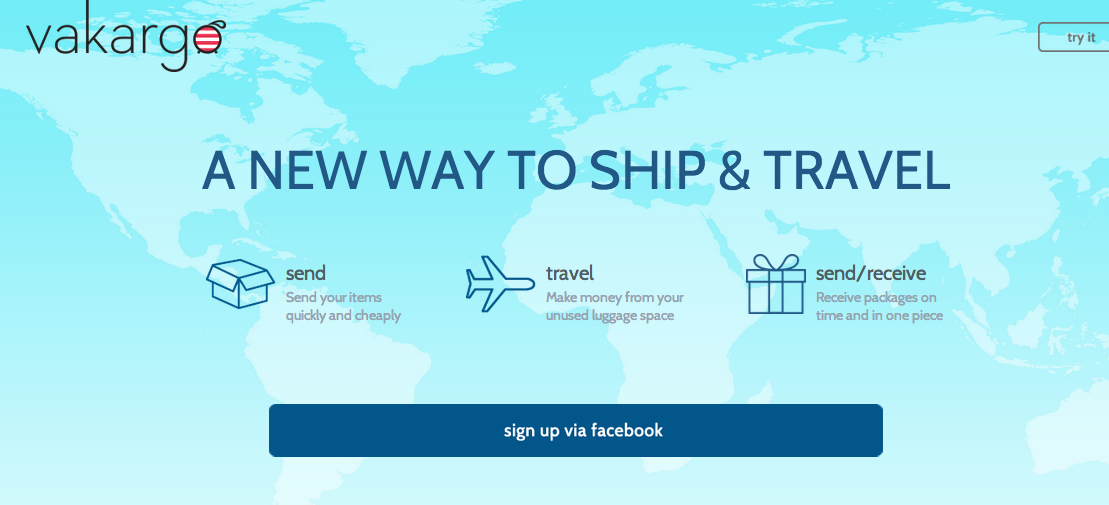 vakargo
try it
A NEW WAY TO SHIP & TRAVEL
send
Send your items
quickly and cheaply
travel
Make money from your
unused luggage space
send/receive
Receive packages on
time and in one piece
sign up via facebook